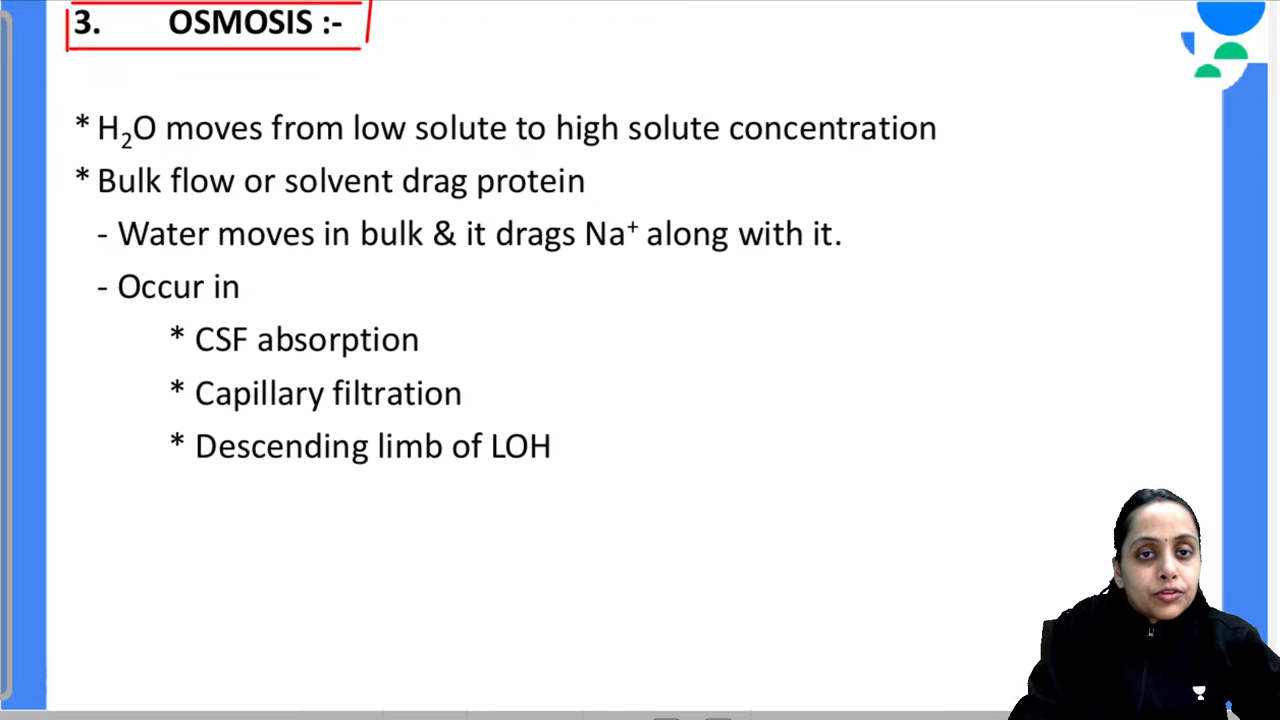 3. OSMOSIS :-
* H₂O moves from low solute to high solute concentration
* Bulk flow or solvent drag protein
- Water moves in bulk & it drags Na⁺ along with it.
- Occur in
* CSF absorption
* Capillary filtration
* Descending limb of LOH